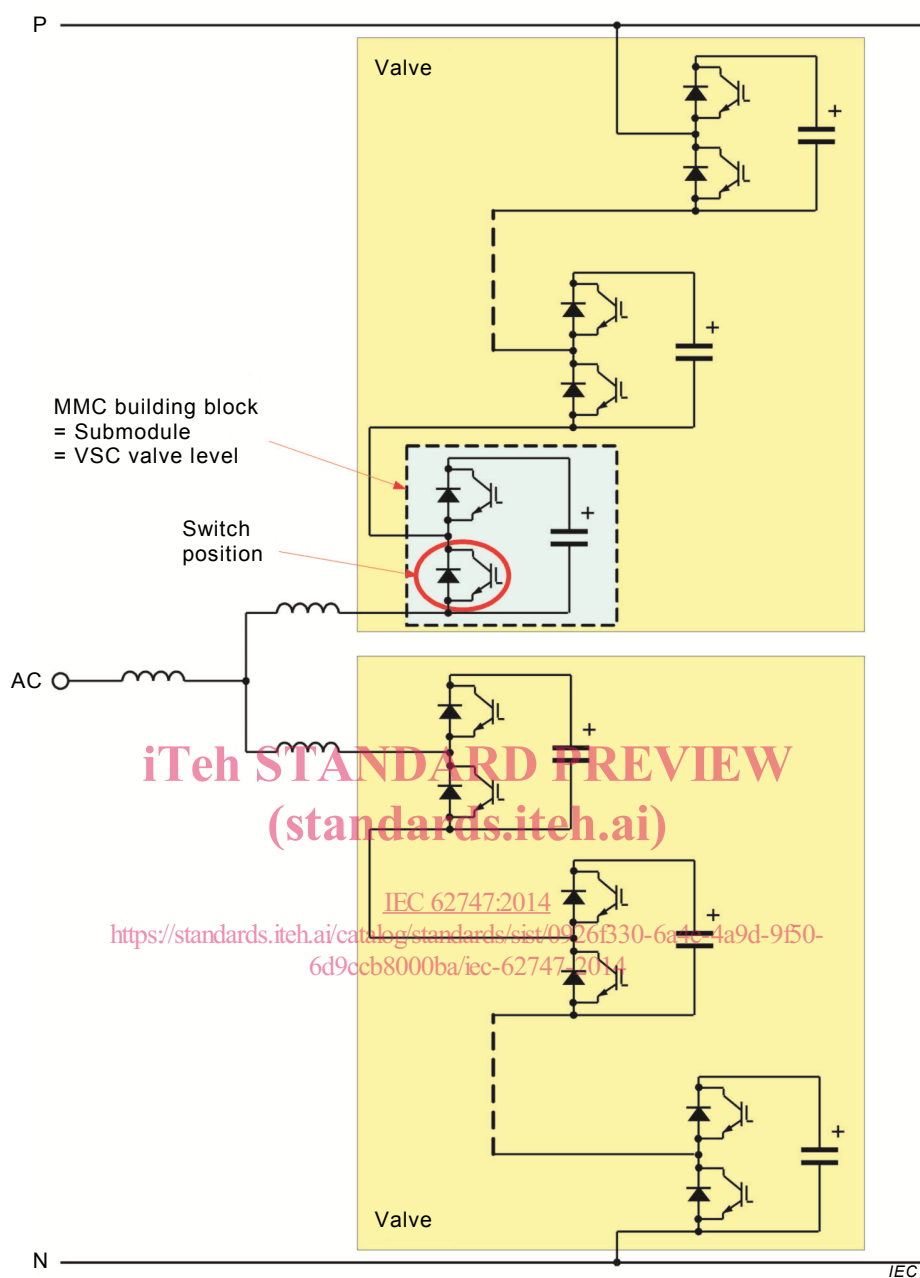 P
Valve
+
+
MMC building block
= Submodule
= VSC valve level
+
Switch
position
AC
+
iTeh STANDARD PREVIEW
(standards.iteh.ai)
IEC 62747:2014
+
https://standards.iteh.ai/catalog/standards/sist/0926f330-6a4c-4a9d-9f50-
6d9ccb8000ba/iec-62747-2014
+
Valve
N
IEC